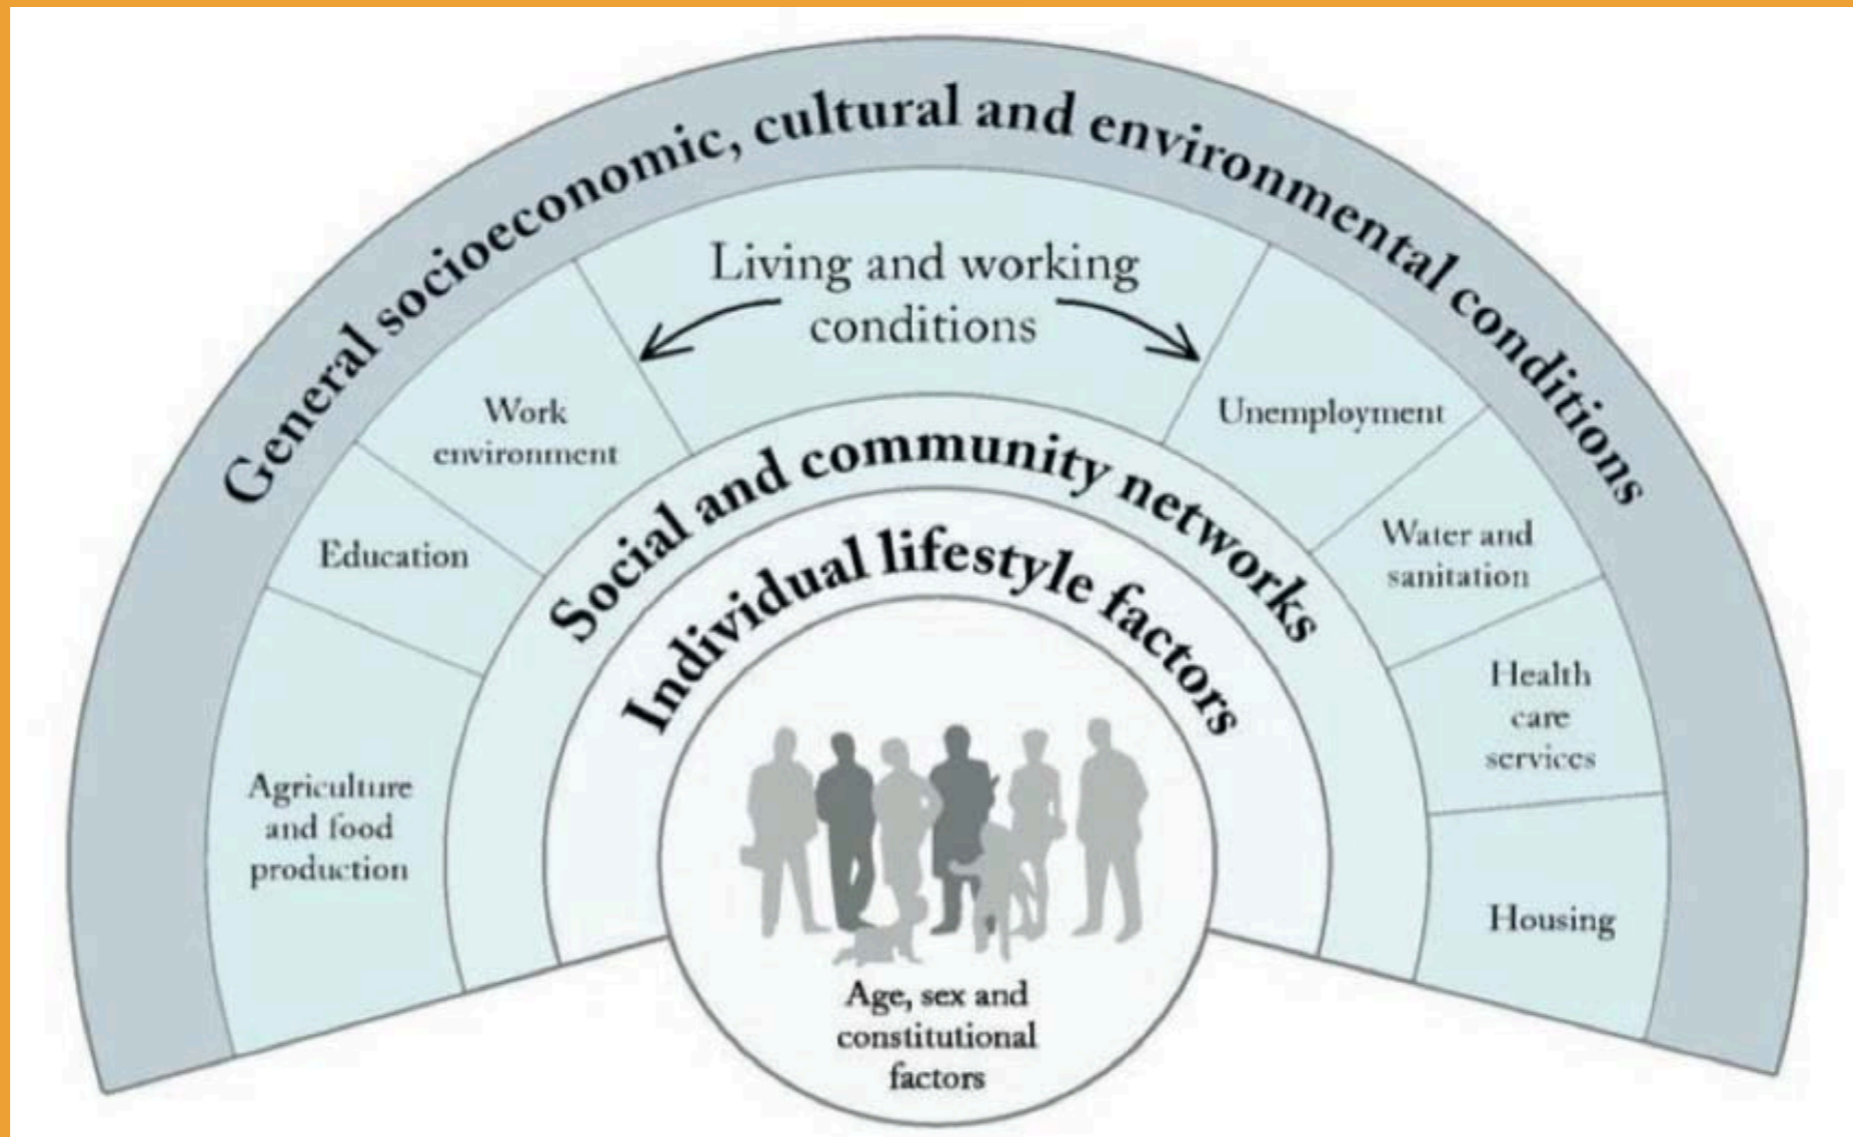 General socioeconomic, cultural and environmental conditions
Living and working
conditions
Work
environment
Unemployment
Education
Water and
sanitation
Agriculture
and food
production
Health
care
services
Housing
Social and community networks
Individual lifestyle factors
Age, sex and
constitutional
factors